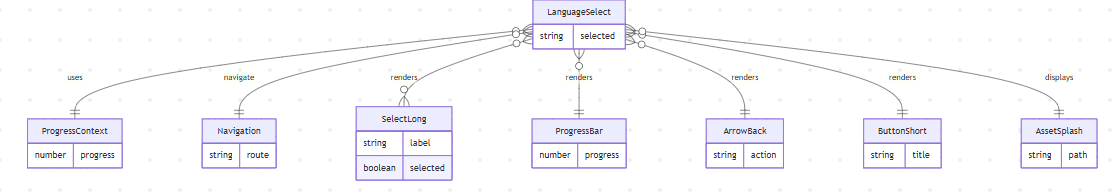 LanguageSelect
string selected
uses
navigate
renders
renders
renders
renders
displays
ProgressContext
number progress
Navigation
string route
SelectLong
string label
boolean selected
ProgressBar
number progress
ArrowBack
string action
ButtonShort
string title
AssetSplash
string path